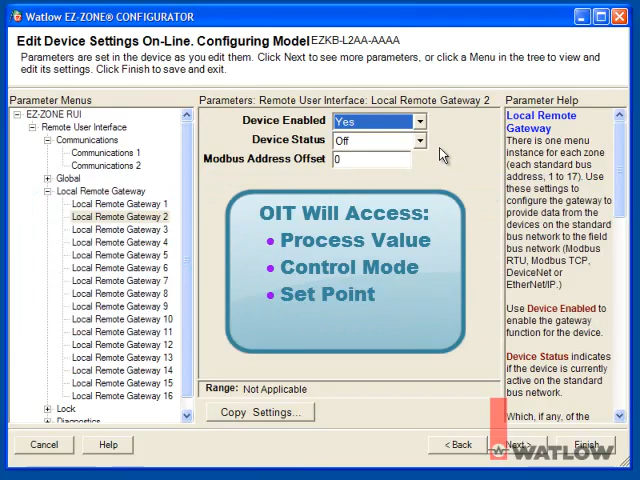 Watlow EZ-ZONE® CONFIGURATOR
Edit Device Settings On-Line. Configuring Model EZKB-L2AA-AAAA
Parameters are set in the device as you edit them. Click Next to see more parameters, or click a Menu in the tree to view and
edit its settings. Click Finish to save and exit.
Parameter Menus
EZ-ZONE RUI
Remote User Interface
Communications
Communications 1
Communications 2
Global
Local Remote Gateway
Local Remote Gateway 1
Local Remote Gateway 2
Local Remote Gateway 3
Local Remote Gateway 4
Local Remote Gateway 5
Local Remote Gateway 6
Local Remote Gateway 7
Local Remote Gateway 8
Local Remote Gateway 9
Local Remote Gateway 10
Local Remote Gateway 11
Local Remote Gateway 12
Local Remote Gateway 13
Local Remote Gateway 14
Local Remote Gateway 15
Local Remote Gateway 16
Lock
Diagnostics
Parameters: Remote User Interface: Local Remote Gateway 2
Device Enabled Yes
Device Status Off
Modbus Address Offset 0
OIT Will Access:
• Process Value
• Control Mode
• Set Point
Range: Not Applicable
Copy Settings...
Parameter Help
Local Remote
Gateway
There is one menu
instance for each zone
(each standard bus
address, 1 to 17). Use
these settings to
configure the gateway to
provide data from the
devices on the standard
bus network to the field
bus network (Modbus
RTU, Modbus TCP,
DeviceNet or
EtherNet/IP.)
Use Device Enabled to
enable the gateway
function for the device.
Device Status indicates
if the device is currently
active on the standard
bus network.
Which, if any, of the
Cancel
Help
< Back
Next >
Finish
WATLOW